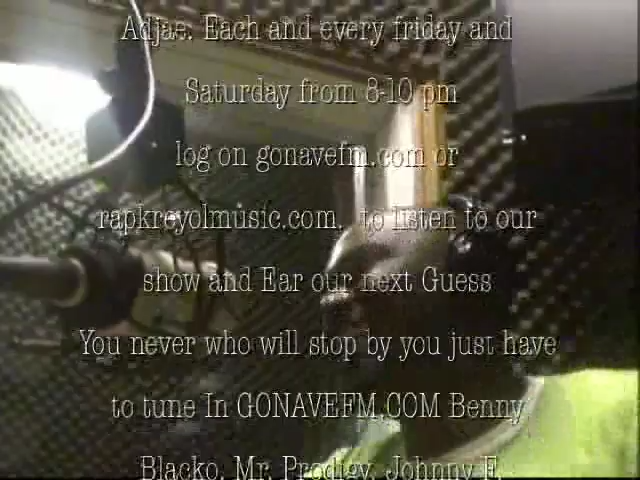 Adjae: Each and every friday and
Saturday from 8-10 pm
log on gonavefm.com or
rapkreyolmusic.com, to listen to our
show and Ear our next Guess
You never who will stop by you just have
to tune In GONAVEFM.COM Benny
Blacko, Mr. Prodigy, Johnny F.